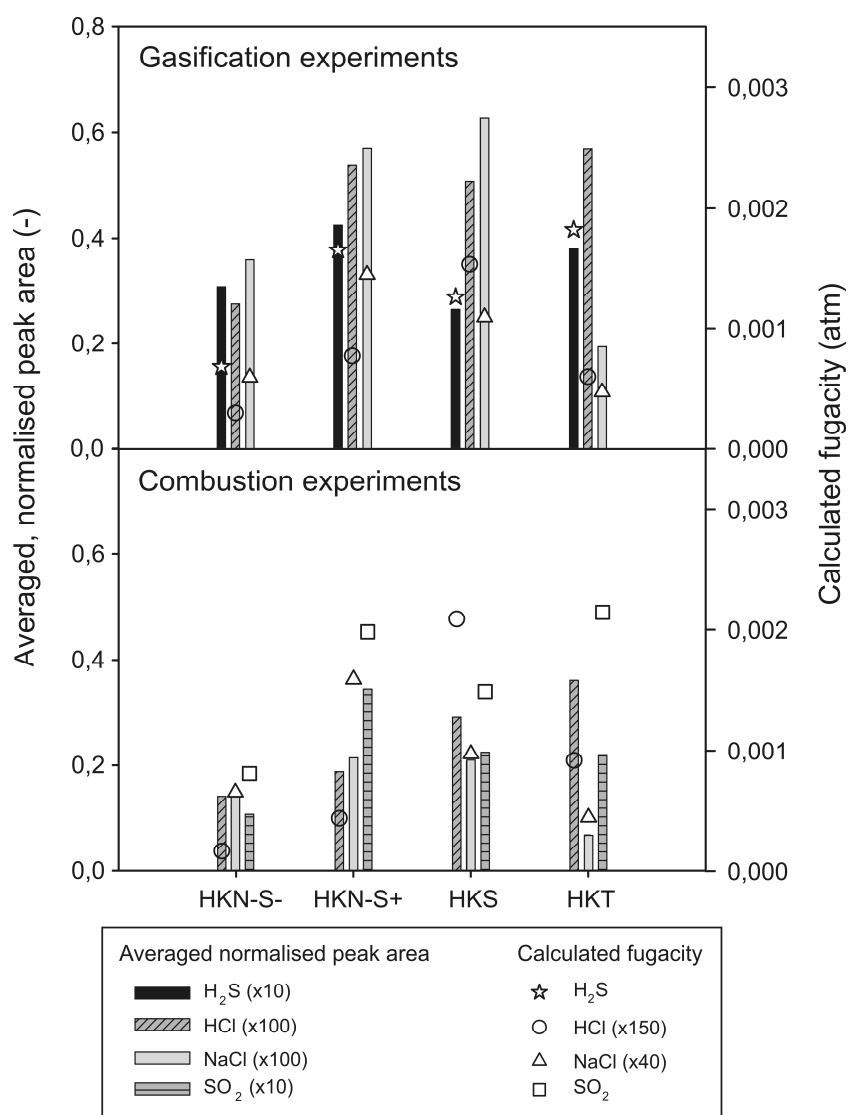 Averaged, normalised peak area (-)
Calculated fugacity (atm)
Gasification experiments
0,8
0,6
0,4
0,2
0,0
0,003
0,002
0,001
0,000
Combustion experiments
0,6
0,4
0,2
0,0
0,003
0,002
0,001
0,000
HKN-S- HKN-S+ HKS HKT
Averaged normalised peak area
H₂S (x10)
HCl (x100)
NaCl (x100)
SO₂ (x10)
Calculated fugacity
H₂S
HCl (x150)
NaCl (x40)
SO₂